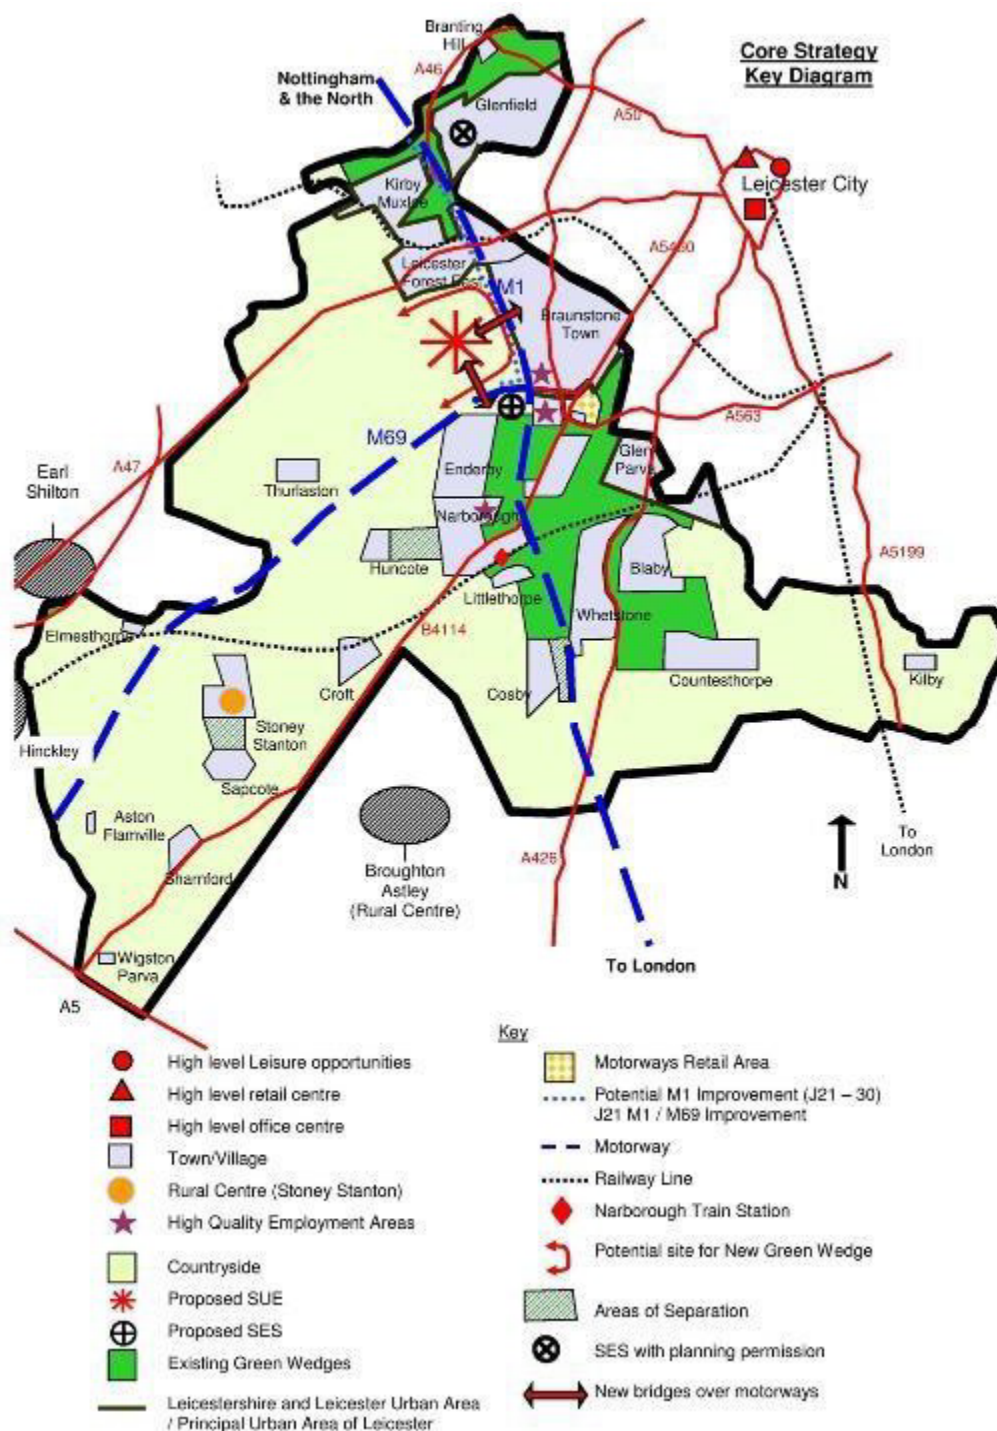 Core Strategy
Key Diagram
Branting
Hill
A46
Nottingham
& the North
Glenfield
A50
Leicester City
Kirby
Muxloe
A5460
Leicester
Forest East
M1
Braunstone
Town
A563
M69
A47
Earl
Shilton
Thurlaston
Enderby
Glen
Parva
Narborough
Huncote
Littlethorpe
Blaby
A5199
Whetstone
Elmesthorpe
B4114
Croft
Cosby
Countesthorpe
Kilby
Stoney
Stanton
Hinckley
Sapcote
Aston
Flamville
Sharnford
Broughton
Astley
(Rural Centre)
A426
To
London
N
To London
Wigston
Parva
A5
Key
High level Leisure opportunities
High level retail centre
High level office centre
Town/Village
Rural Centre (Stoney Stanton)
High Quality Employment Areas
Countryside
Proposed SUE
Proposed SES
Existing Green Wedges
Leicestershire and Leicester Urban Area
/ Principal Urban Area of Leicester
Motorways Retail Area
Potential M1 Improvement (J21 – 30)
J21 M1 / M69 Improvement
Motorway
Railway Line
Narborough Train Station
Potential site for New Green Wedge
Areas of Separation
SES with planning permission
New bridges over motorways